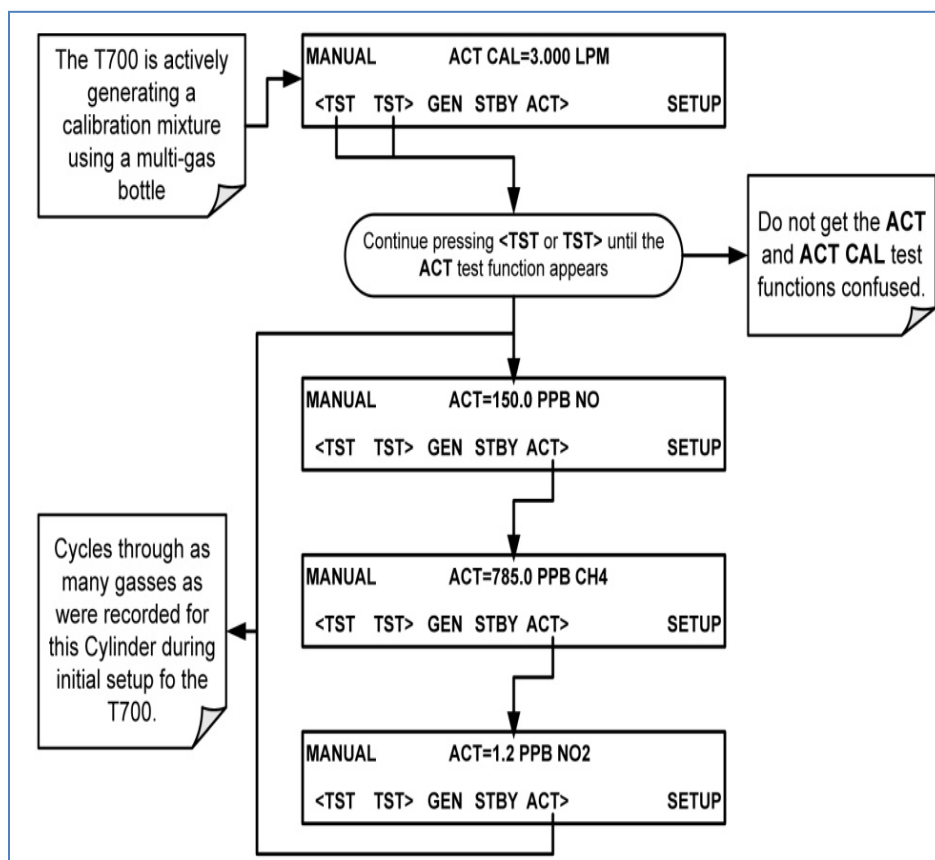 The T700 is actively
generating a
calibration mixture
using a multi-gas
bottle
MANUAL ACT CAL=3.000 LPM
<TST TST> GEN STBY ACT> SETUP
Continue pressing <TST or TST> until the
ACT test function appears
Do not get the ACT
and ACT CAL test
functions confused.
MANUAL ACT=150.0 PPB NO
<TST TST> GEN STBY ACT> SETUP
Cycles through as
many gasses as
were recorded for
this Cylinder during
initial setup fo the
T700.
MANUAL ACT=785.0 PPB CH4
<TST TST> GEN STBY ACT> SETUP
MANUAL ACT=1.2 PPB NO2
<TST TST> GEN STBY ACT> SETUP